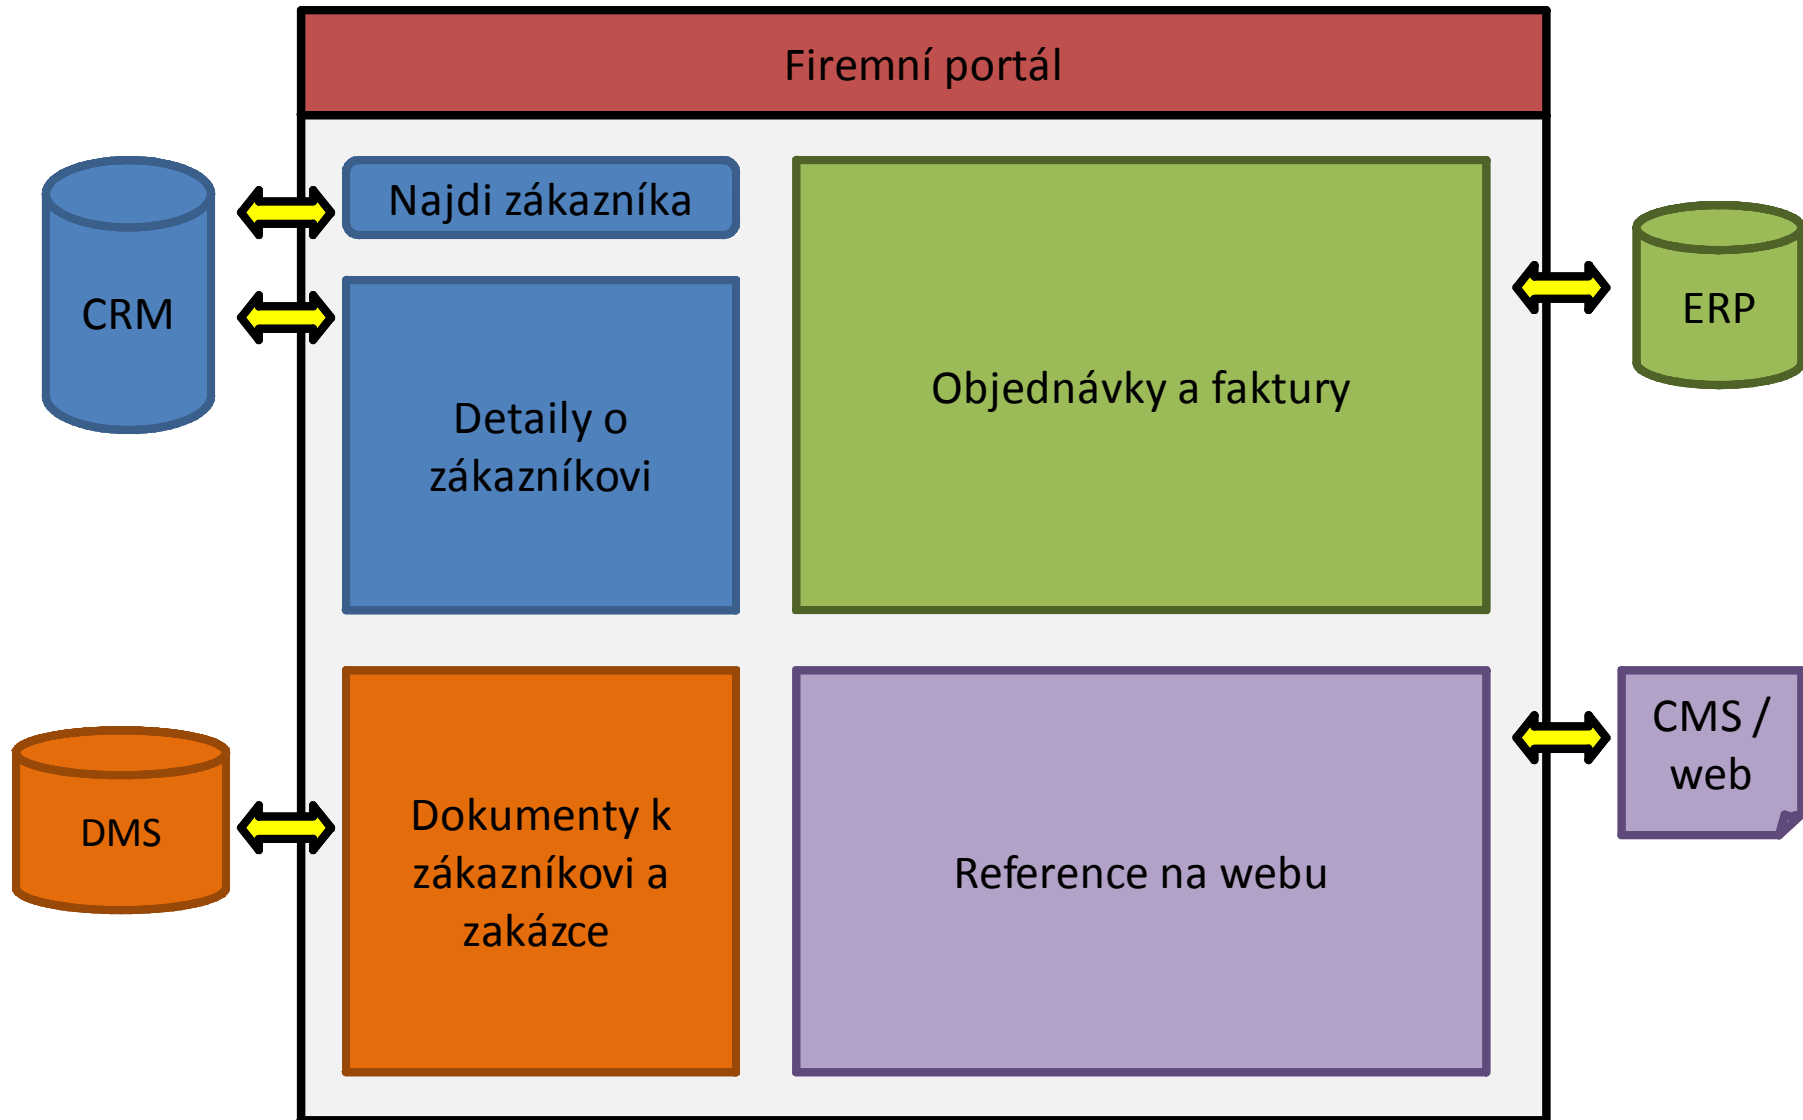 Firemní portál
Najdi zákazníka
CRM
Detaily o
zákazníkovi
Objednávky a faktury
ERP
DMS
Dokumenty k
zákazníkovi a
zakázce
Reference na webu
CMS /
web